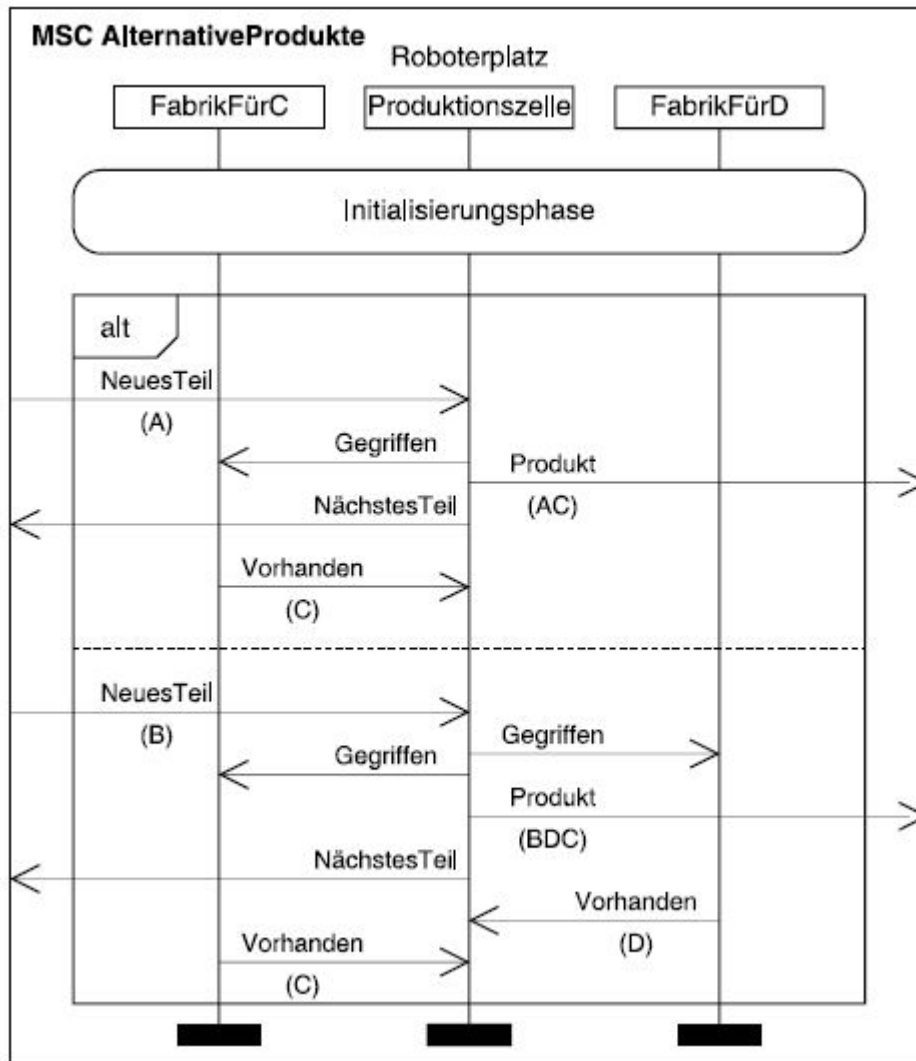 MSC AlternativeProdukte
Roboterplatz
FabrikFürC Produktionszelle FabrikFürD
Initialisierungsphase
alt
NeuesTeil
(A)
Gegriffen
Produkt
(AC)
NächstesTeil
Vorhanden
(C)
NeuesTeil
(B)
Gegriffen
Gegriffen
Produkt
(BDC)
NächstesTeil
Vorhanden
(D)
Vorhanden
(C)